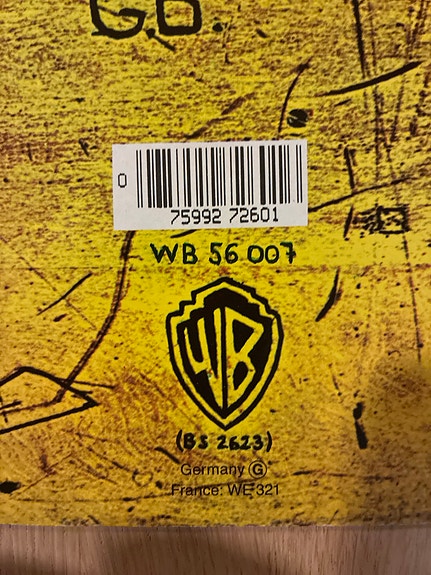 G.B.
0
75992 72601
WB 56 007
WB
(BS 2623)
Germany G
France: WE 321